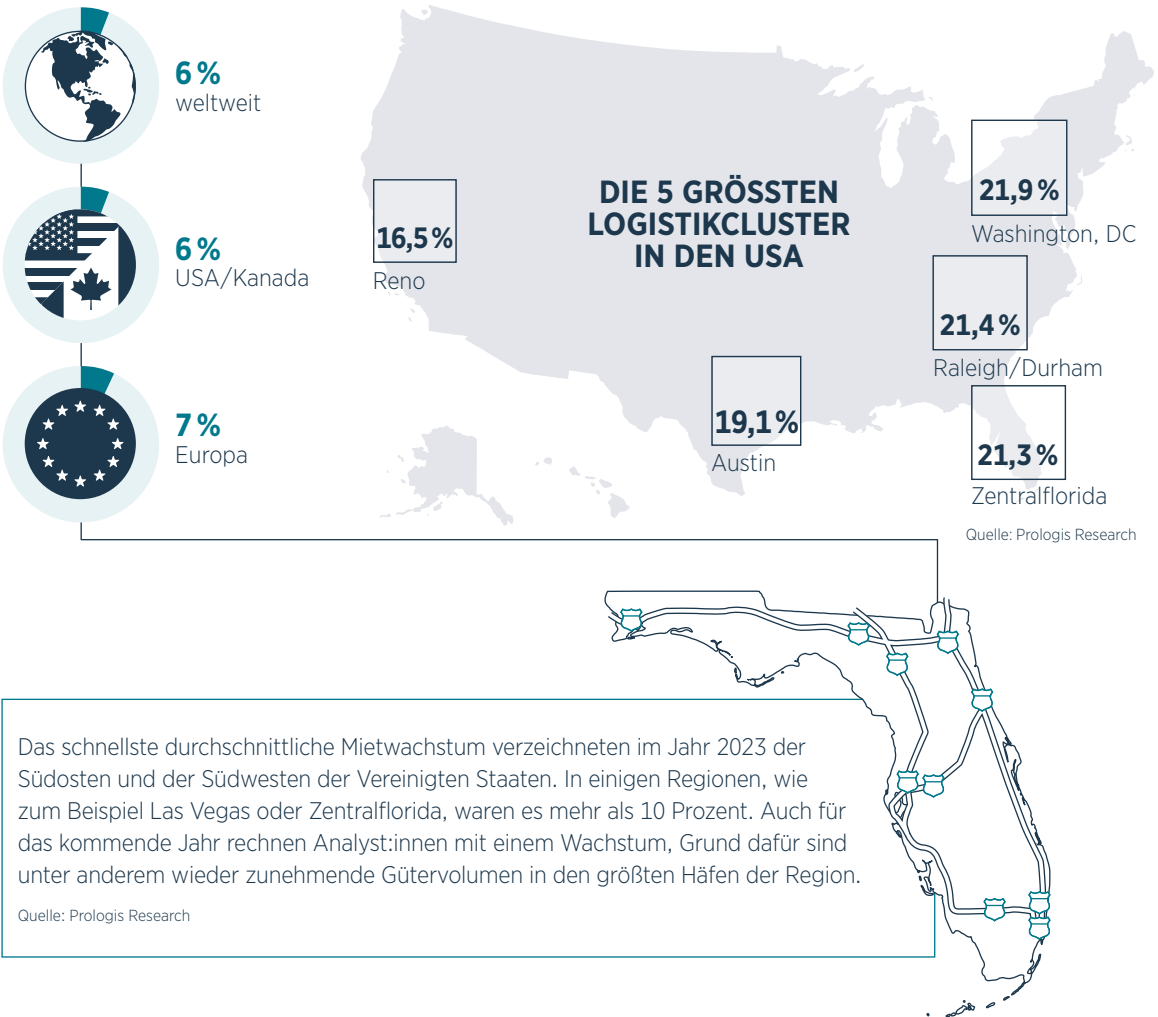 6 %
weltweit
6 %
USA/Kanada
7 %
Europa
DIE 5 GRÖSSTEN
LOGISTIKCLUSTER
IN DEN USA
16,5 %
Reno
21,9 %
Washington, DC
21,4 %
Raleigh/Durham
19,1 %
Austin
21,3 %
Zentralflorida
Quelle: Prologis Research
Das schnellste durchschnittliche Mietwachstum verzeichneten im Jahr 2023 der
Südosten und der Südwesten der Vereinigten Staaten. In einigen Regionen, wie
zum Beispiel Las Vegas oder Zentralflorida, waren es mehr als 10 Prozent. Auch für
das kommende Jahr rechnen Analyst:innen mit einem Wachstum, Grund dafür sind
unter anderem wieder zunehmende Gütervolumen in den größten Häfen der Region.
Quelle: Prologis Research